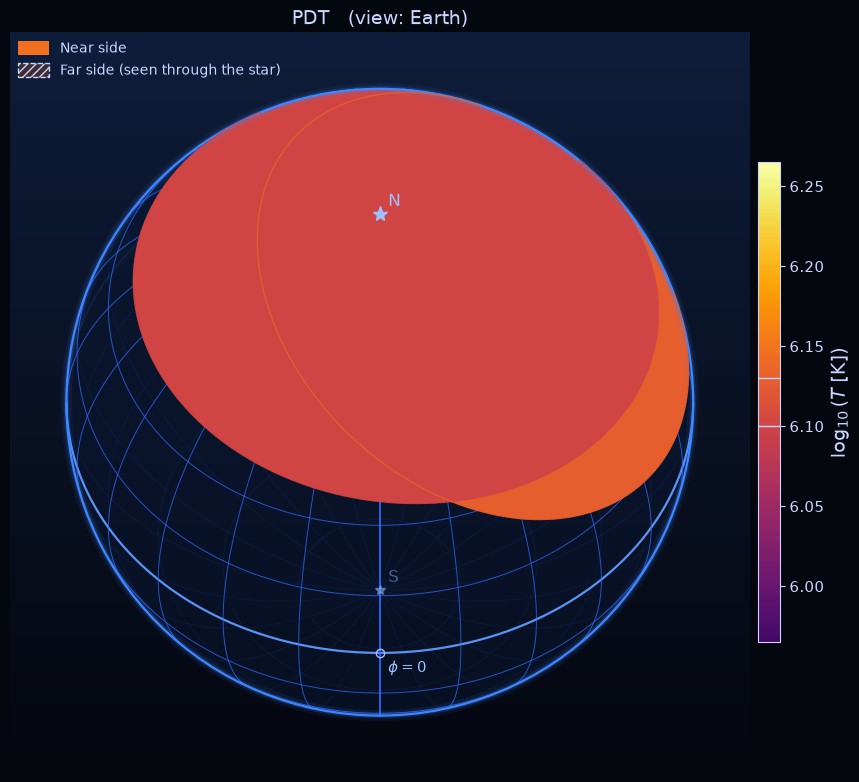 PDT   (view: Earth)
Near side
Far side (seen through the star)
N
S
ϕ = 0
6.25
6.20
6.15
6.10
6.05
6.00
log₁₀(T [K])